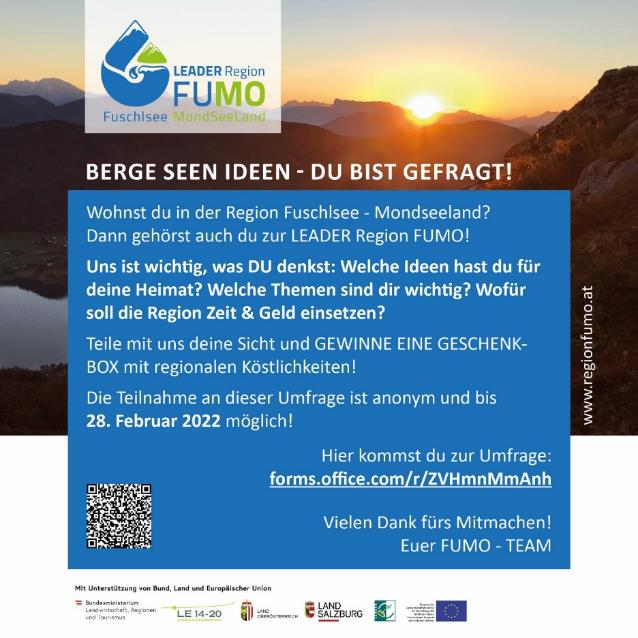 LEADER Region
FUMO
Fuschlsee MondSeeLand
BERGE SEEN IDEEN - DU BIST GEFRAGT!
Wohnst du in der Region Fuschlsee - Mondseeland?
Dann gehörst auch du zur LEADER Region FUMO!
Uns ist wichtig, was DU denkst: Welche Ideen hast du für
deine Heimat? Welche Themen sind dir wichtig? Wofür
soll die Region Zeit & Geld einsetzen?
Teile mit uns deine Sicht und GEWINNE EINE GESCHENK-
BOX mit regionalen Köstlichkeiten!
Die Teilnahme an dieser Umfrage ist anonym und bis
28. Februar 2022 möglich!
Hier kommst du zur Umfrage:
forms.office.com/r/ZVHmnMmAnh
Vielen Dank fürs Mitmachen!
Euer FUMO - TEAM
www.regionfumo.at
Mit Unterstützung von Bund, Land und Europäischer Union
Bundesministerium
Landwirtschaft, Regionen
und Tourismus
LE 14-20
LAND
OBERÖSTERREICH
LAND
SALZBURG